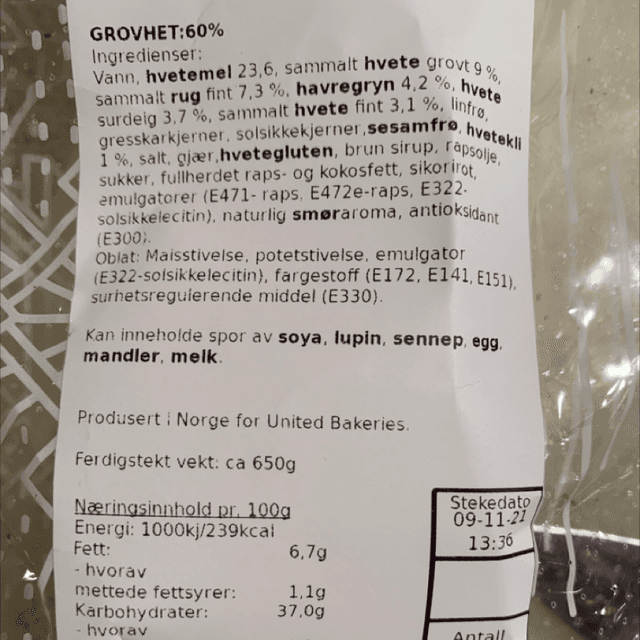 GROVHET:60%
Ingredienser:
Vann, hvetemel 23,6, sammalt hvete grovt 9 %,
sammalt rug fint 7,3 %, havregryn 4,2 %, hvete
surdeig 3,7 %, sammalt hvete fint 3,1 %, linfrø,
gresskarkjerner, solsikkekjerner, sesamfrø, hvetekli
1 %, salt, gjær, hvetegluten, brun sirup, rapsolje,
sukker, fullherdet raps- og kokosfett, sikorirot,
emulgatorer (E471- raps, E472e-raps, E322-
solsikkelecitin), naturlig smøraroma, antioksidant
(E300).
Oblat: Maisstivelse, potetstivelse, emulgator
(E322-solsikkelecitin), fargestoff (E172, E141, E151),
surhetsregulerende middel (E330).
Kan inneholde spor av soya, lupin, sennep, egg,
mandler, melk.
Produsert i Norge for United Bakeries.
Ferdigstekt vekt: ca 650g
Næringsinnhold pr. 100g
Energi: 1000kj/239kcal
Fett: 6,7g
- hvorav
mettede fettsyrer: 1,1g
Karbohydrater: 37,0g
- hvorav
Stekedato
09-11-21
13:36
Antall